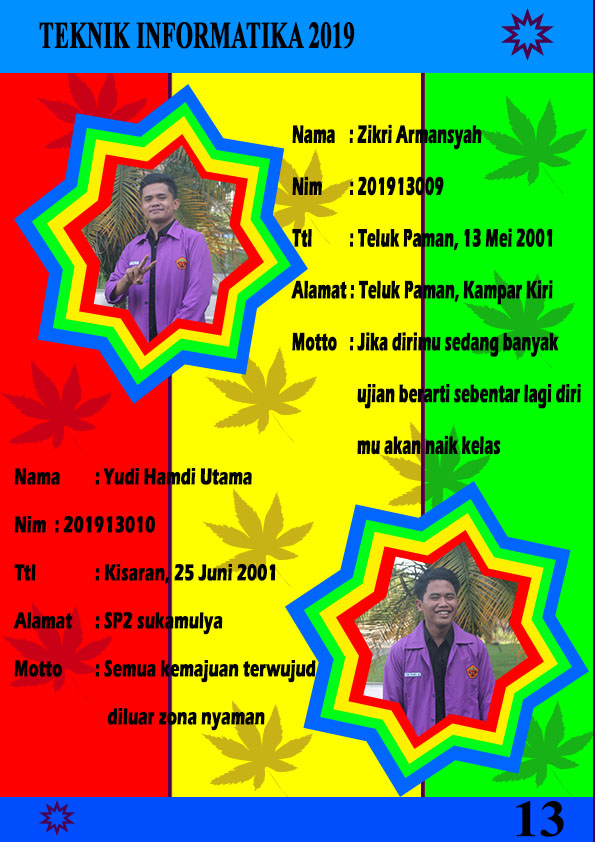 TEKNIK INFORMATIKA 2019
Nama : Zikri Armansyah
Nim : 201913009
Ttl : Teluk Paman, 13 Mei 2001
Alamat : Teluk Paman, Kampar Kiri
Motto : Jika dirimu sedang banyak
ujian berarti sebentar lagi diri
mu akan naik kelas
Nama : Yudi Hamdi Utama
Nim : 201913010
Ttl : Kisaran, 25 Juni 2001
Alamat : SP2 sukamulya
Motto : Semua kemajuan terwujud
diluar zona nyaman
13